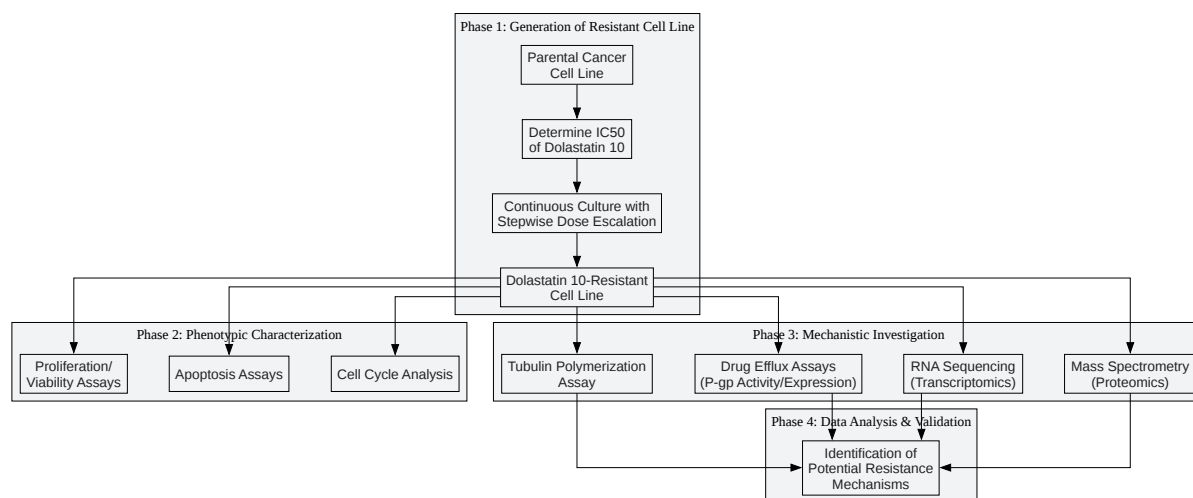 Phase 1: Generation of Resistant Cell Line
Parental Cancer
Cell Line
Determine IC50
of Dolastatin 10
Continuous Culture with
Stepwise Dose Escalation
Dolastatin 10-Resistant
Cell Line
Phase 2: Phenotypic Characterization
Proliferation/
Viability Assays
Apoptosis Assays
Cell Cycle Analysis
Phase 3: Mechanistic Investigation
Tubulin Polymerization
Assay
Drug Efflux Assays
(P-gp Activity/Expression)
RNA Sequencing
(Transcriptomics)
Mass Spectrometry
(Proteomics)
Phase 4: Data Analysis & Validation
Identification of
Potential Resistance
Mechanisms